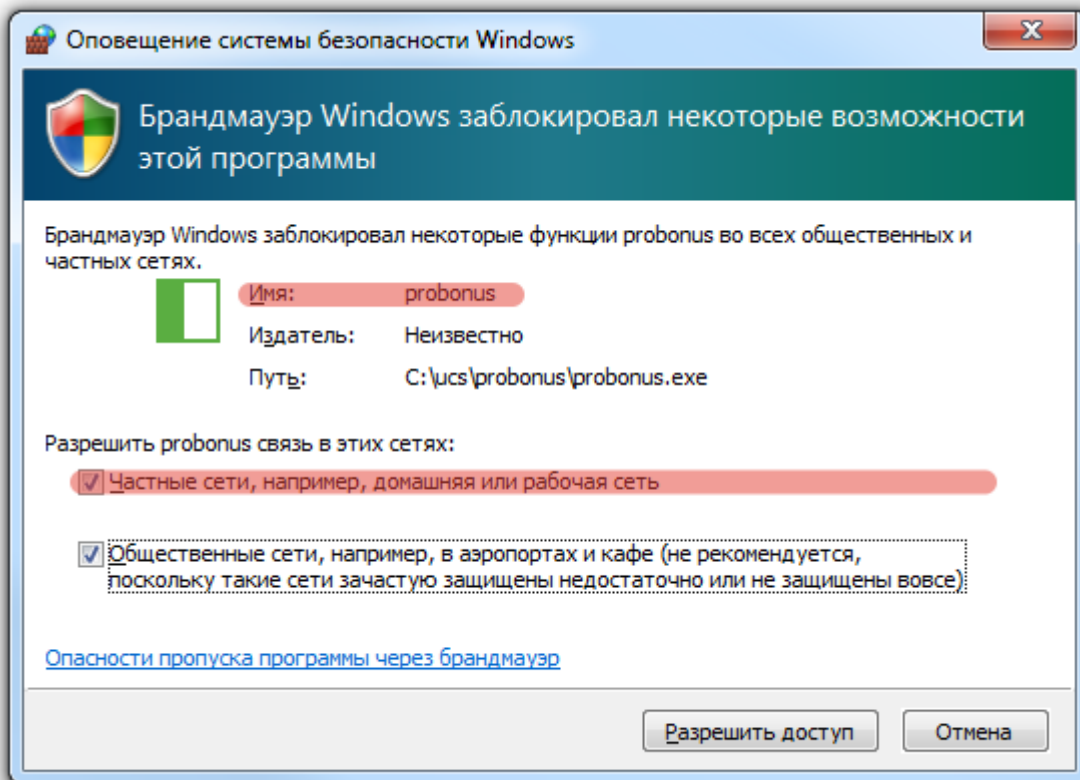 Оповещение системы безопасности Windows
Брандмауэр Windows заблокировал некоторые возможности
этой программы
Брандмауэр Windows заблокировал некоторые функции probonus во всех общественных и
частных сетях.
Имя: probonus
Издатель: Неизвестно
Путь: C:\ucs\probonus\probonus.exe
Разрешить probonus связь в этих сетях:
Частные сети, например, домашняя или рабочая сеть
Общественные сети, например, в аэропортах и кафе (не рекомендуется,
поскольку такие сети зачастую защищены недостаточно или не защищены вовсе)
Опасности пропуска программы через брандмауэр
Разрешить доступ Отмена